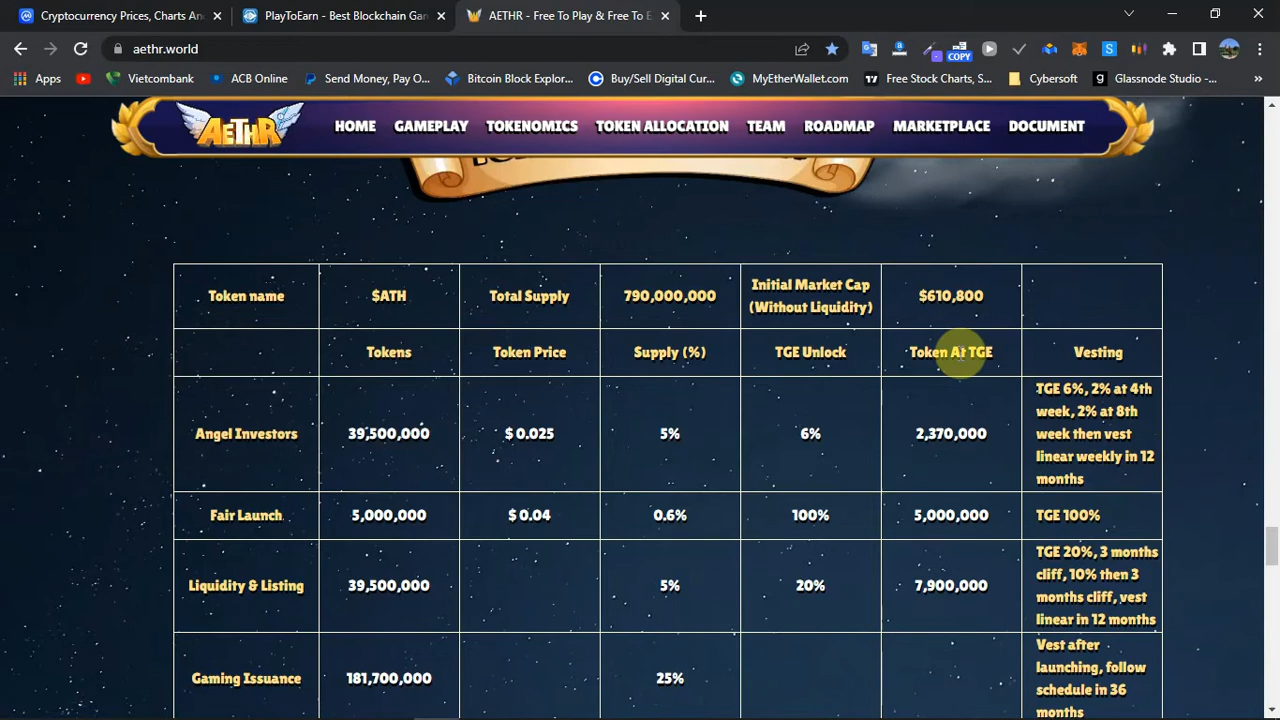 Cryptocurrency Prices, Charts An
PlayToEarn - Best Blockchain Gan
AETHR - Free To Play & Free To E
aethr.world
COPY
Apps
Vietcombank
ACB Online
Send Money, Pay O...
Bitcoin Block Explor...
Buy/Sell Digital Cur...
MyEtherWallet.com
Free Stock Charts, S...
Cybersoft
Glassnode Studio -...
AETHR
HOME
GAMEPLAY
TOKENOMICS
TOKEN ALLOCATION
TEAM
ROADMAP
MARKETPLACE
DOCUMENT
Token name
$ATH
Total Supply
790,000,000
Initial Market Cap
(Without Liquidity)
$610,800
Tokens
Token Price
Supply (%)
TGE Unlock
Token At TGE
Vesting
Angel Investors
39,500,000
$ 0.025
5%
6%
2,370,000
TGE 6%, 2% at 4th
week, 2% at 8th
week then vest
linear weekly in 12
months
Fair Launch
5,000,000
$ 0.04
0.6%
100%
5,000,000
TGE 100%
Liquidity & Listing
39,500,000
5%
20%
7,900,000
TGE 20%, 3 months
cliff, 10% then 3
months cliff, vest
linear in 12 months
Gaming Issuance
181,700,000
25%
Vest after
launching, follow
schedule in 36
months